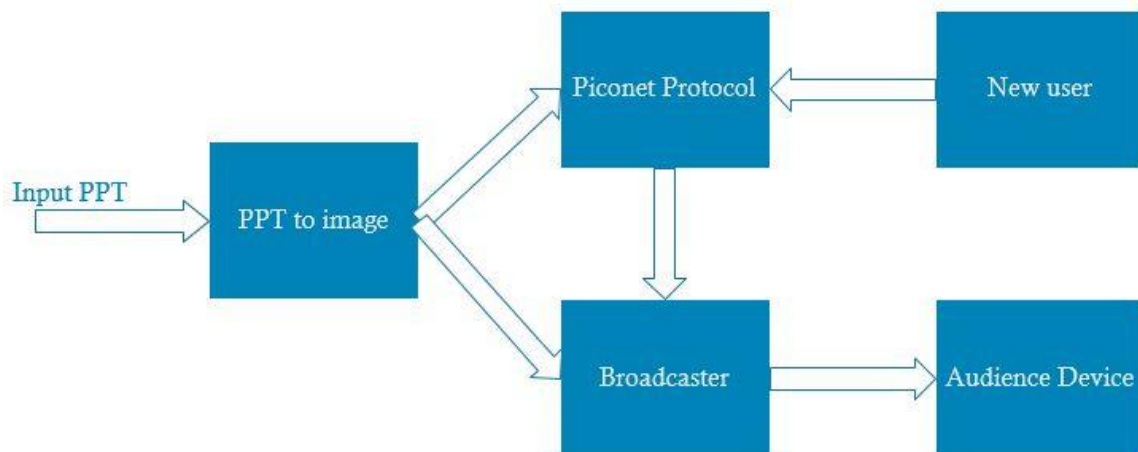 Piconet Protocol
New user
Input PPT
PPT to image
Broadcaster
Audience Device